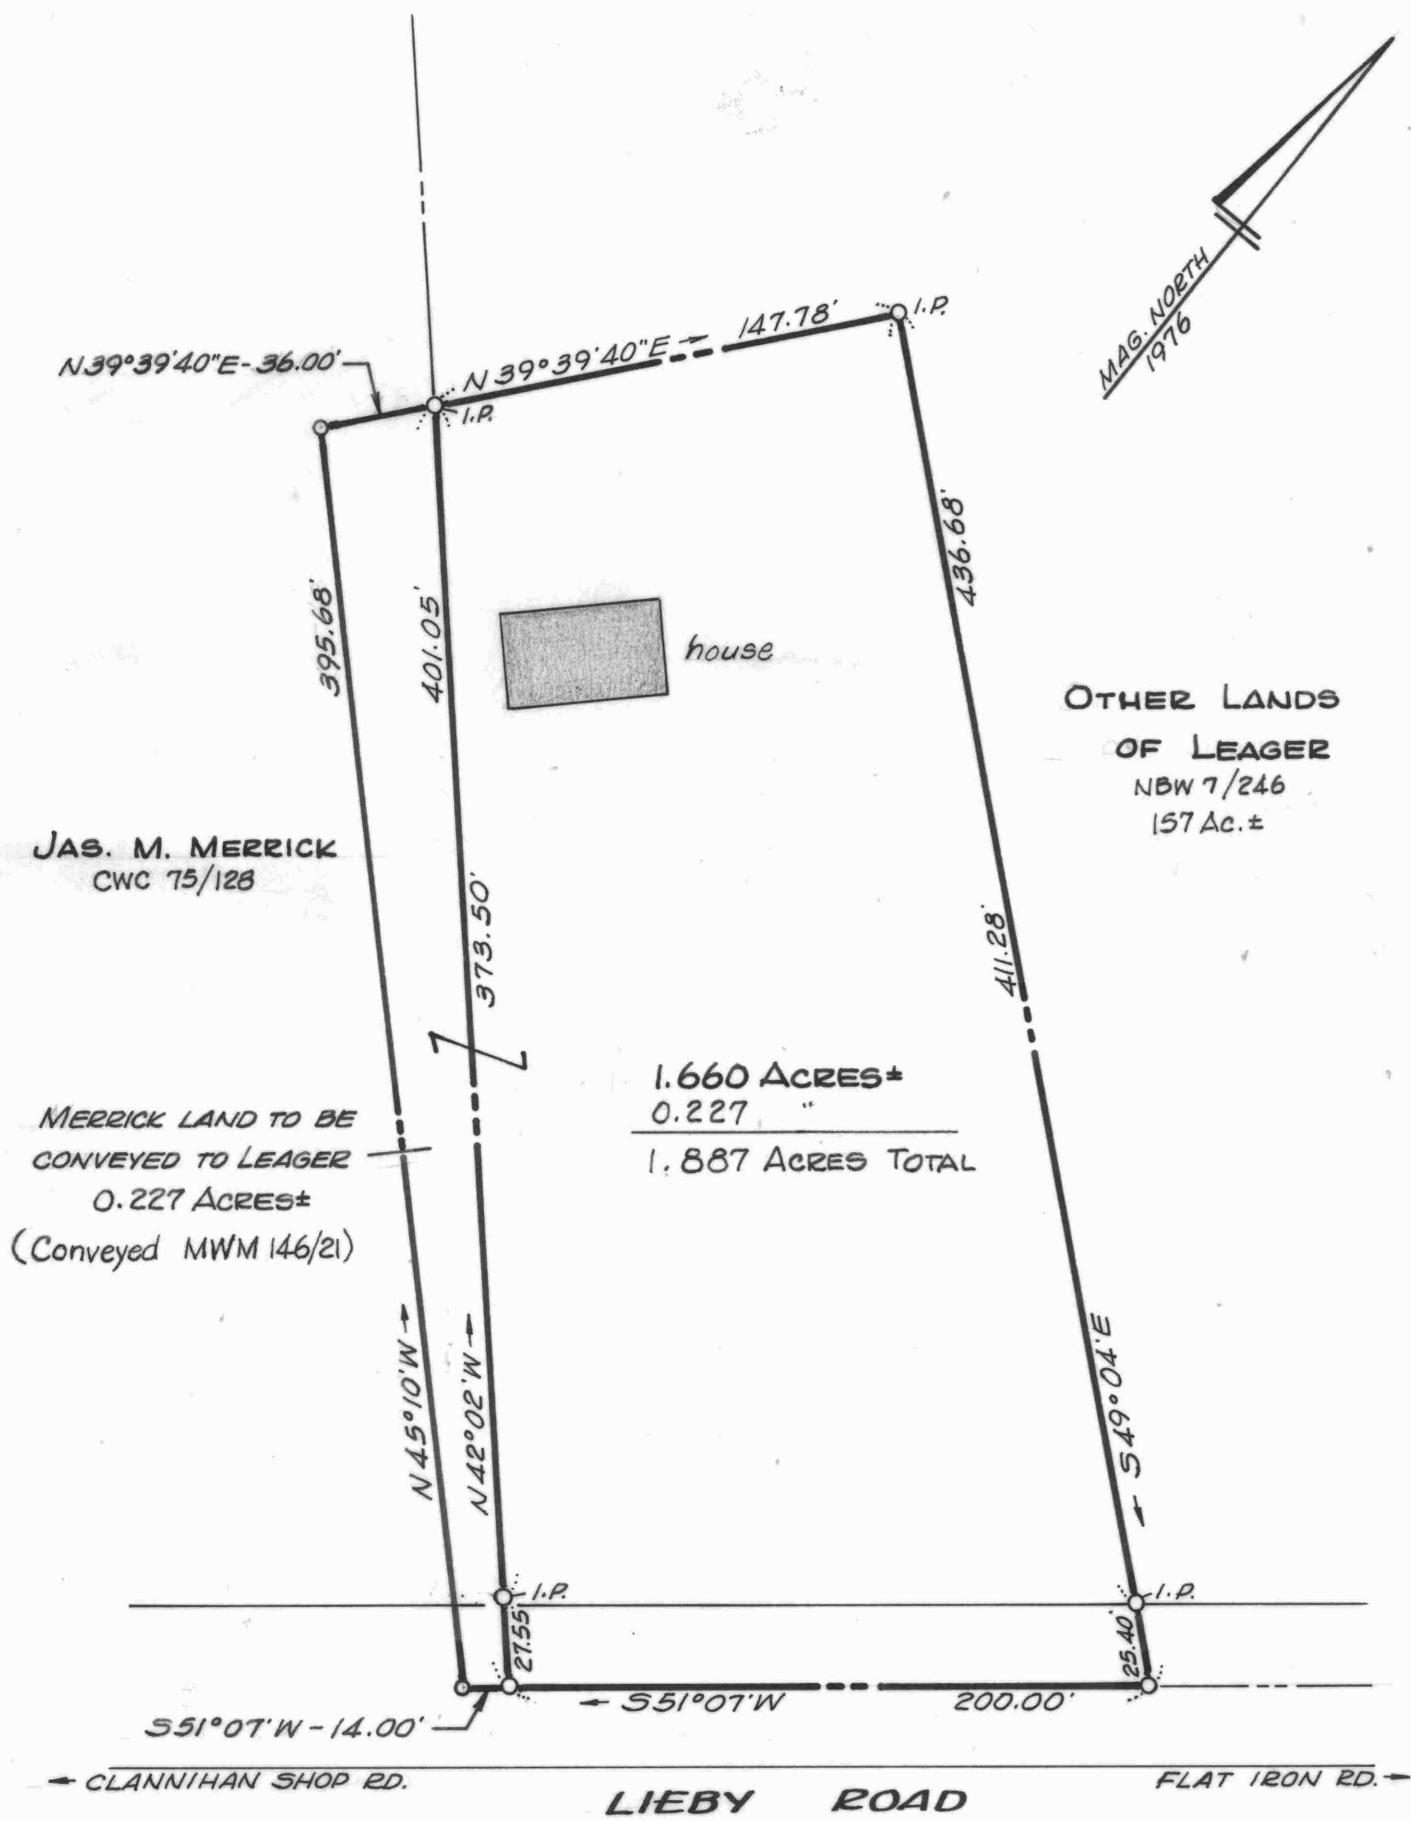 MAG. NORTH
1976
N39°39'40"E-36.00'
N 39°39'40"E → 147.78'
I.P.
I.P.
395.68'
401.05'
436.68'
house
OTHER LANDS
OF LEAGER
NBW 7/246
157 Ac.±
JAS. M. MERRICK
CWC 75/128
373.50'
411.28'
1.660 ACRES±
0.227 "
1.887 ACRES TOTAL
MERRICK LAND TO BE
CONVEYED TO LEAGER
0.227 ACRES±
(Conveyed MWM 146/21)
N45°10'W →
N42°02'W →
← S49°04'E
I.P.
I.P.
27.55'
25.40'
← S51°07'W 200.00'
S51°07'W-14.00'
← CLANNIHAN SHOP RD.
FLAT IRON RD. →
LIEBY ROAD